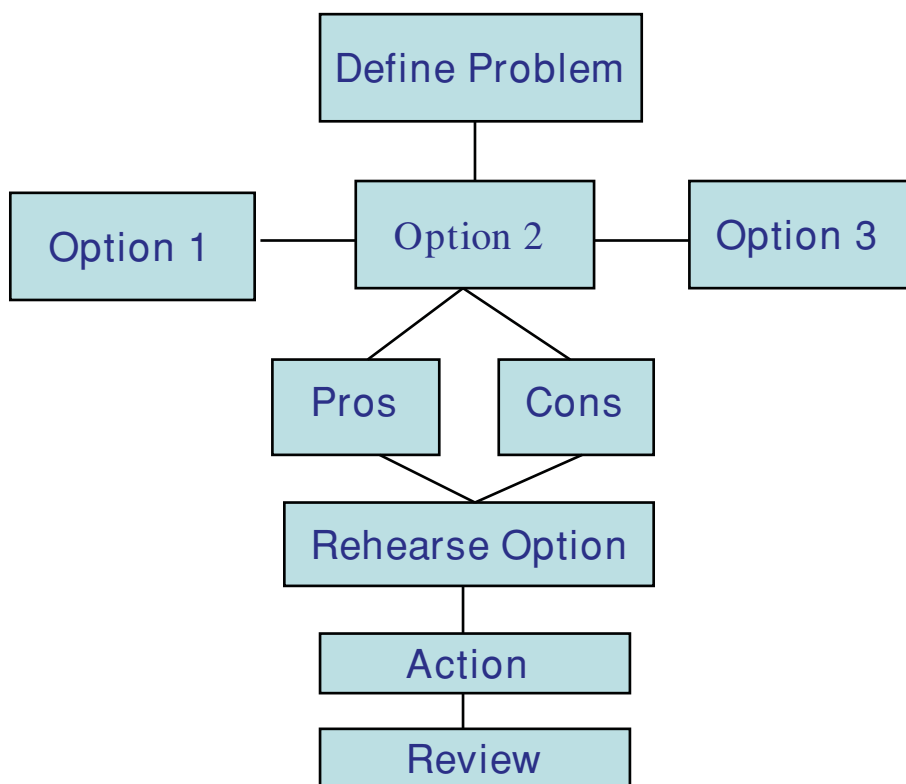 Define Problem
Option 1
Option 2
Option 3
Pros
Cons
Rehearse Option
Action
Review